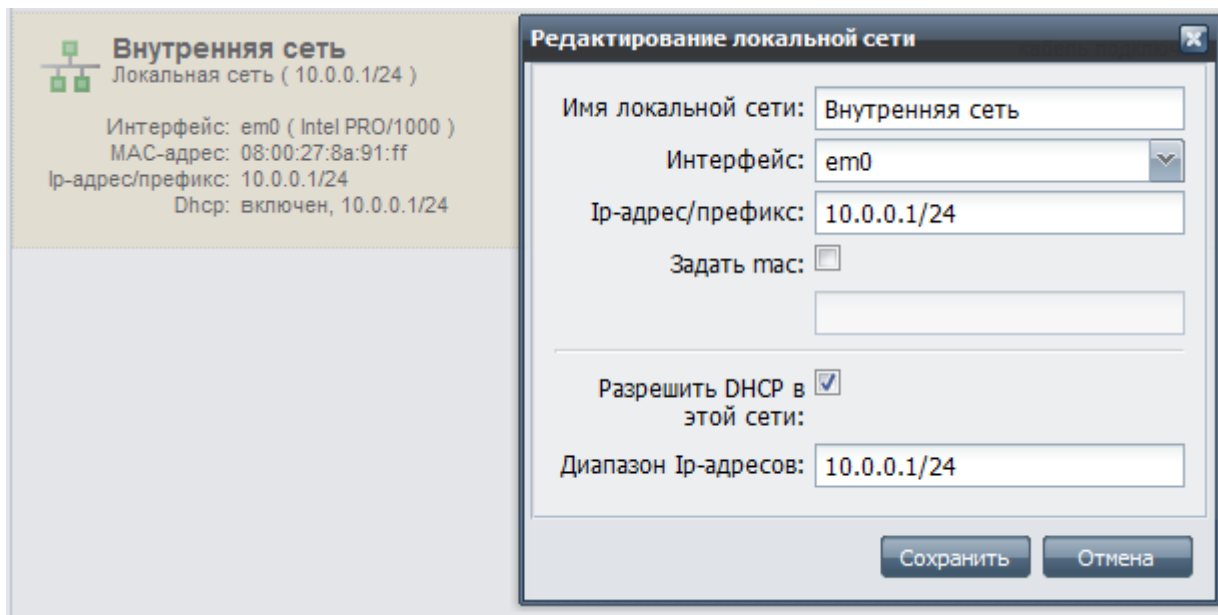 Внутренняя сеть
Локальная сеть ( 10.0.0.1/24 )
Интерфейс: em0 ( Intel PRO/1000 )
MAC-адрес: 08:00:27:8a:91:ff
Ip-адрес/префикс: 10.0.0.1/24
Dhcp: включен, 10.0.0.1/24
Редактирование локальной сети
Имя локальной сети: Внутренняя сеть
Интерфейс: em0
Ip-адрес/префикс: 10.0.0.1/24
Задать mac:
Разрешить DHCP в
этой сети:
Диапазон Ip-адресов: 10.0.0.1/24
Сохранить Отмена